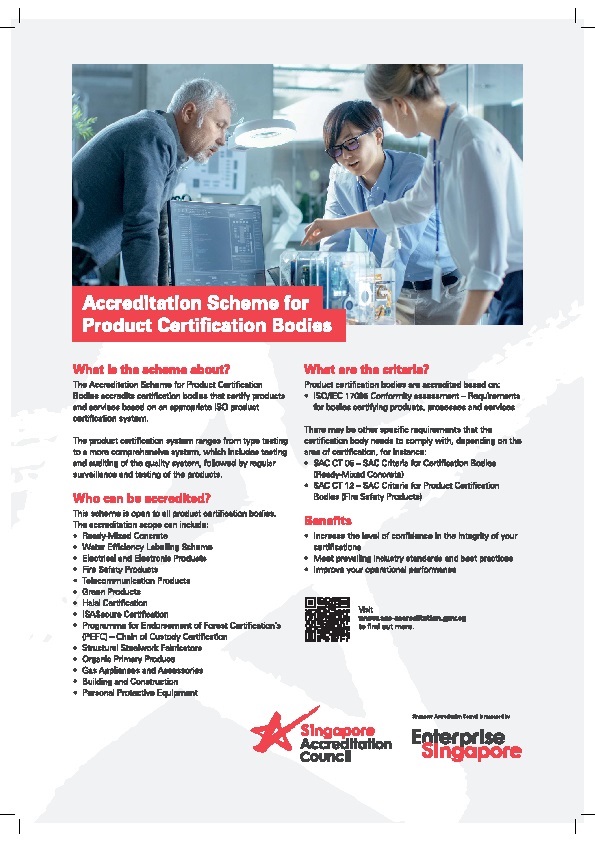 Accreditation Scheme for
Product Certification Bodies
What is the scheme about?
The Accreditation Scheme for Product Certification
Bodies accredits certification bodies that certify products
and services based on an appropriate ISO product
certification system.
The product certification system ranges from type testing
to a more comprehensive system, which includes testing
and auditing of the quality system, followed by regular
surveillance and testing of the products.
Who can be accredited?
This scheme is open to all product certification bodies.
The accreditation scope can include:
• Ready-Mixed Concrete
• Water Efficiency Labelling Scheme
• Electrical and Electronic Products
• Fire Safety Products
• Telecommunication Products
• Green Products
• Halal Certification
• ISASecure Certification
• Programme for Endorsement of Forest Certification's
(PEFC) – Chain of Custody Certification
• Structural Steelwork Fabricators
• Organic Primary Produce
• Gas Appliances and Accessories
• Building and Construction
• Personal Protective Equipment
What are the criteria?
Product certification bodies are accredited based on:
• ISO/IEC 17065 Conformity assessment – Requirements
for bodies certifying products, processes and services
There may be other specific requirements that the
certification body needs to comply with, depending on the
area of certification, for instance:
• SAC CT 06 – SAC Criteria for Certification Bodies
(Ready-Mixed Concrete)
• SAC CT 12 – SAC Criteria for Product Certification
Bodies (Fire Safety Products)
Benefits
• Increase the level of confidence in the integrity of your
certifications
• Meet prevailing industry standards and best practices
• Improve your operational performance
Visit
www.sac-accreditation.gov.sg
to find out more.
Singapore
Accreditation
Council
Singapore Accreditation Council is managed by
Enterprise
Singapore